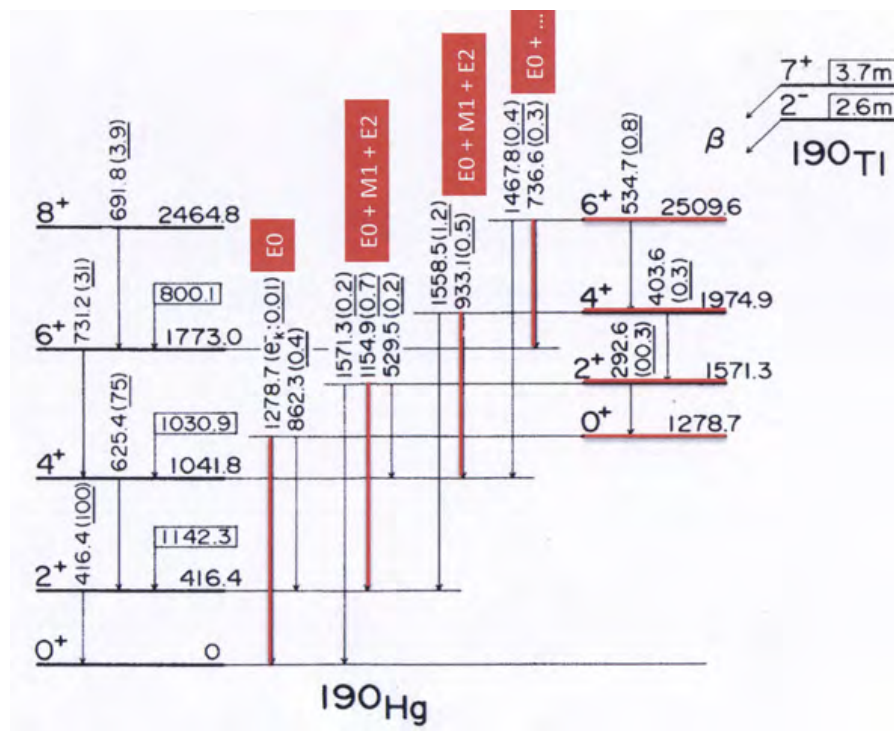 E0
E0 + M1 + E2
E0 + M1 + E2
E0 + ...
7+ 3.7m
2- 2.6m
β
190Tl
8+ 2464.8
691.8 (3.9)
6+ 1773.0
731.2 (31)
800.1
4+ 1041.8
625.4 (75)
1030.9
2+ 416.4
416.4 (100)
1142.3
0+ 0
1278.7 (e-K:0.01)
862.3 (0.4)
1571.3 (0.2)
1154.9 (0.7)
529.5 (0.2)
1558.5 (1.2)
933.1 (0.5)
1467.8 (0.4)
736.6 (0.3)
6+ 2509.6
534.7 (0.8)
4+ 1974.9
403.6
(0.3)
2+ 1571.3
292.6
(00.3)
0+ 1278.7
190Hg